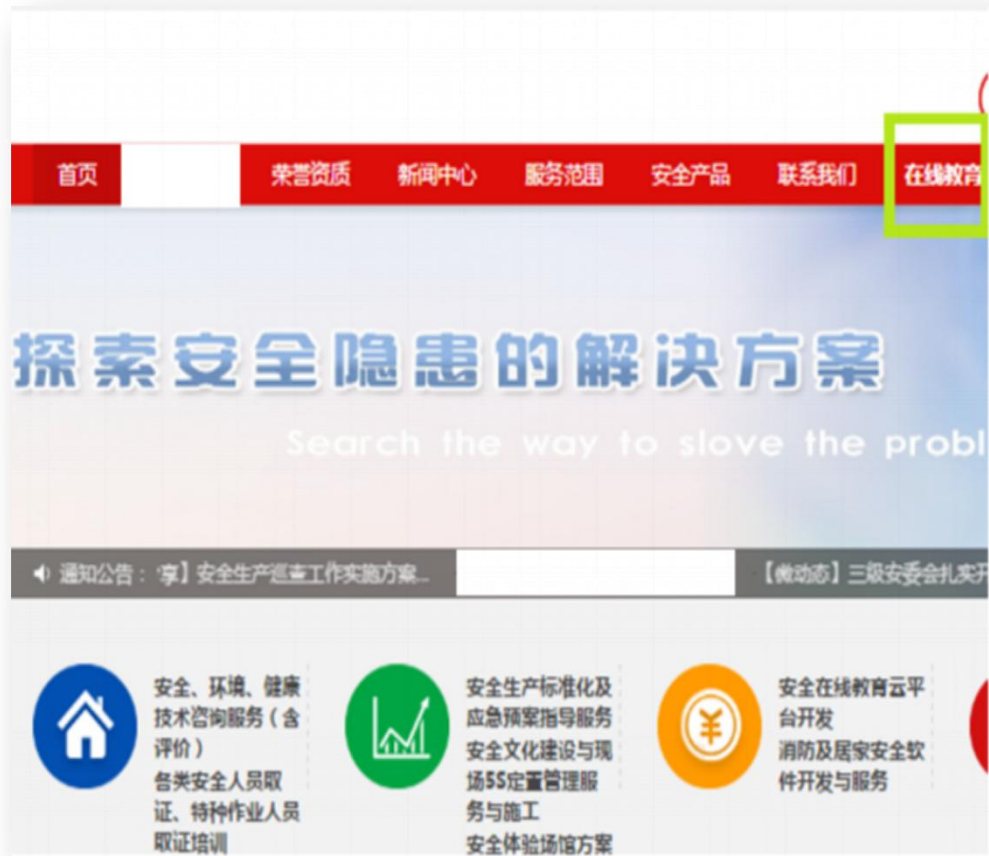 首页 荣誉资质 新闻中心 服务范围 安全产品 联系我们 在线教育
探索安全隐患的解决方案
Search the way to slove the probl
通知公告： 享】安全生产巡查工作实施方案... 【微动态】三级安委会扎实开
安全、环境、健康
技术咨询服务（含
评价）
各类安全人员取
证、特种作业人员
取证培训
安全生产标准化及
应急预案指导服务
安全文化建设与现
场5S定置管理服
务与施工
安全体验场馆方案
安全在线教育云平
台开发
消防及居家安全软
件开发与服务